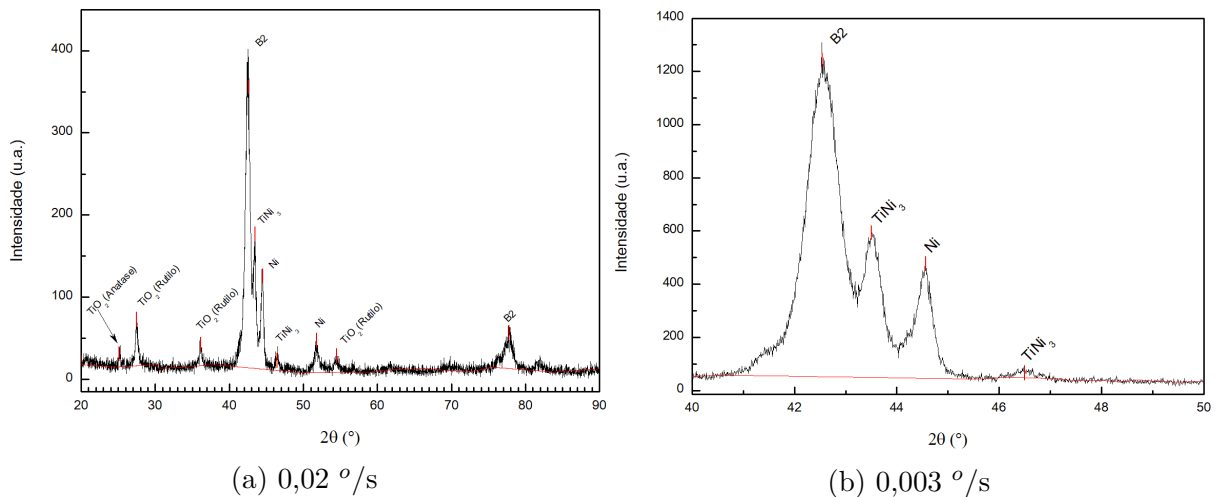 400
300
200
100
0
Intensidade (u.a.)
B2
TiNi₃
Ni
TiO₂(Anatase)
TiO₂(Rutilo)
TiO₂(Rutilo)
TiNi₃
Ni
TiO₂(Rutilo)
B2
20 30 40 50 60 70 80 90
2θ (°)
(a) 0,02 °/s
1400
1200
1000
800
600
400
200
0
Intensidade (u.a.)
B2
TiNi₃
Ni
TiNi₃
40 42 44 46 48 50
2θ (°)
(b) 0,003 °/s